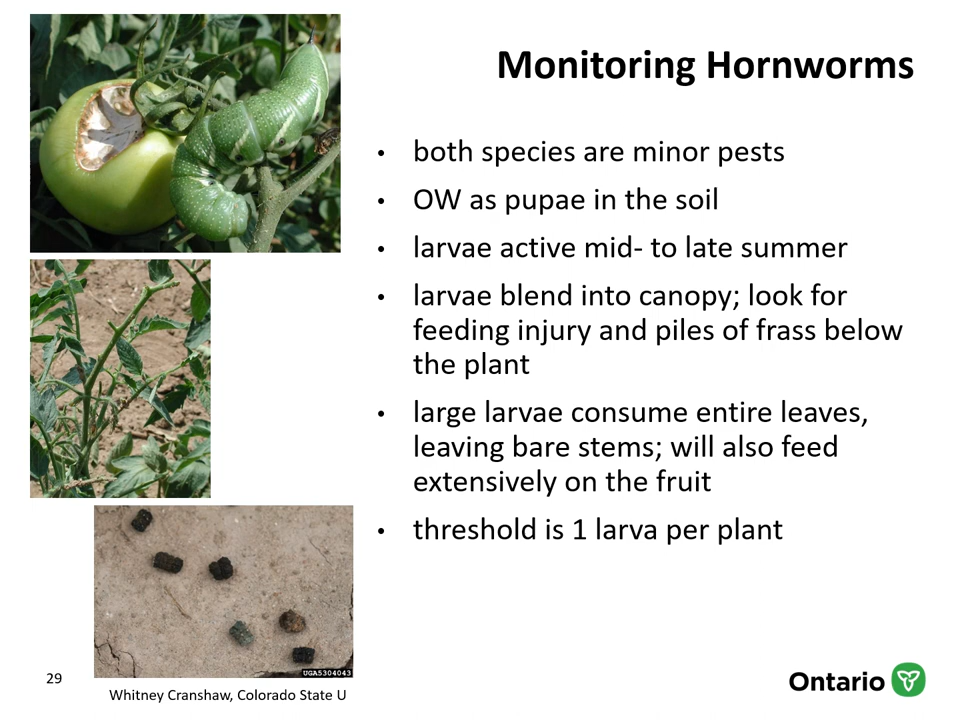 Monitoring Hornworms
• both species are minor pests
• OW as pupae in the soil
• larvae active mid- to late summer
• larvae blend into canopy; look for
feeding injury and piles of frass below
the plant
• large larvae consume entire leaves,
leaving bare stems; will also feed
extensively on the fruit
• threshold is 1 larva per plant
UGA5304043
29
Whitney Cranshaw, Colorado State U
Ontario